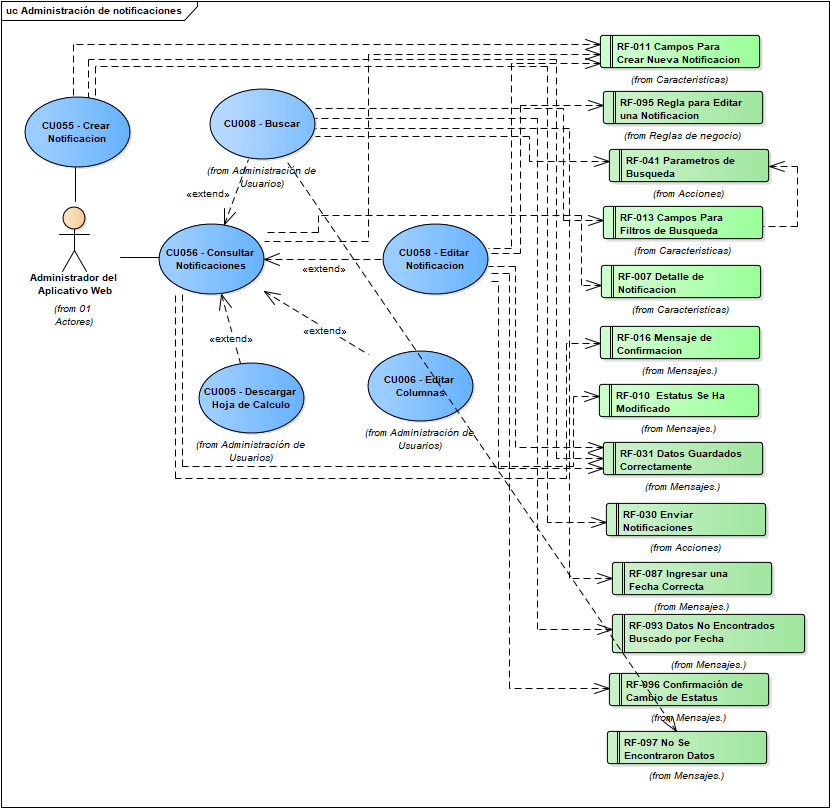 uc Administración de notificaciones
CU055 - Crear
Notificacion
CU008 - Buscar
(from Administración de
Usuarios)
«extend»
Administrador del
Aplicativo Web
(from 01
Actores)
CU056 - Consultar
Notificaciones
CU058 - Editar
Notificacion
«extend»
«extend»
«extend»
CU005 - Descargar
Hoja de Calculo
(from Administración de
Usuarios)
CU006 - Editar
Columnas
(from Administración de
Usuarios)
RF-011 Campos Para
Crear Nueva Notificacion
(from Caracteristicas)
RF-095 Regla para Editar
una Notificacion
(from Reglas de negocio)
RF-041 Parametros de
Busqueda
(from Acciones)
RF-013 Campos Para
Filtros de Busqueda
(from Caracteristicas)
RF-007 Detalle de
Notificacion
(from Caracteristicas)
RF-016 Mensaje de
Confirmacion
(from Mensajes.)
RF-010 Estatus Se Ha
Modificado
(from Mensajes.)
RF-031 Datos Guardados
Correctamente
(from Mensajes.)
RF-030 Enviar
Notificaciones
(from Acciones)
RF-087 Ingresar una
Fecha Correcta
(from Mensajes.)
RF-093 Datos No Encontrados
Buscado por Fecha
(from Mensajes.)
RF-096 Confirmación de
Cambio de Estatus
(from Mensajes.)
RF-097 No Se
Encontraron Datos
(from Mensajes.)